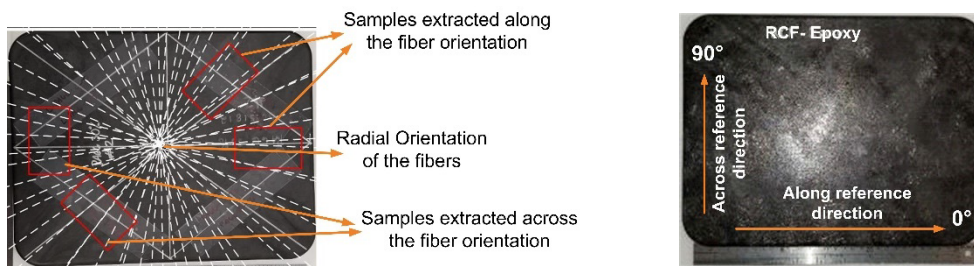 Samples extracted along
the fiber orientation
Radial Orientation
of the fibers
Samples extracted across
the fiber orientation
RCF- Epoxy
90°
Across reference
direction
Along reference
direction
0°